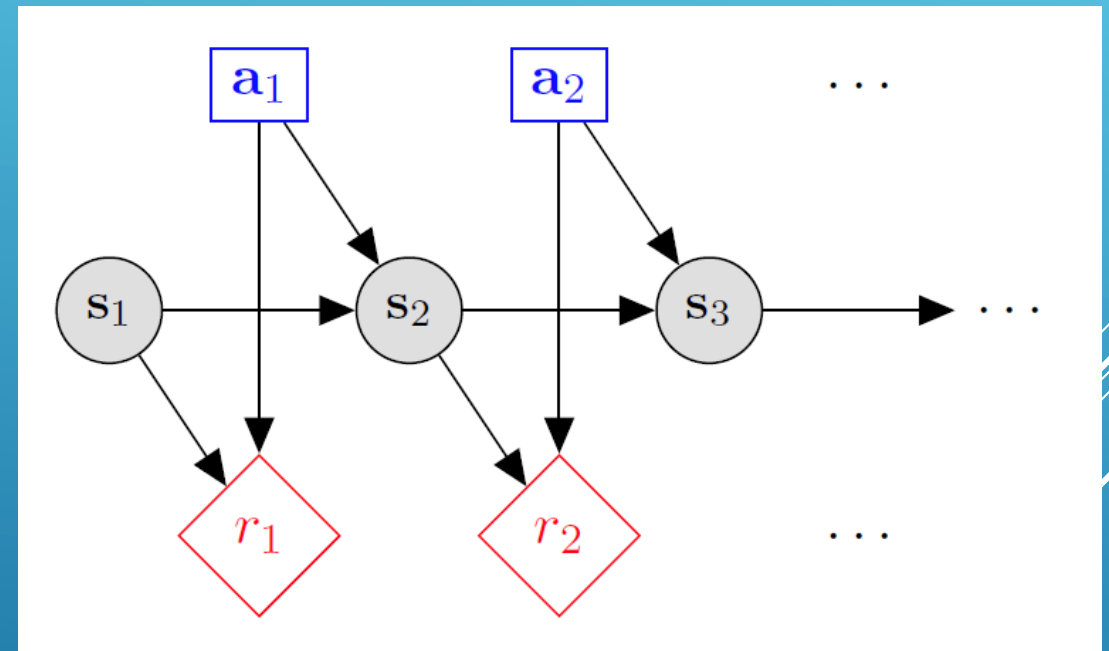 a₁ a₂ ...
s₁ s₂ s₃ ...
r₁ r₂ ...